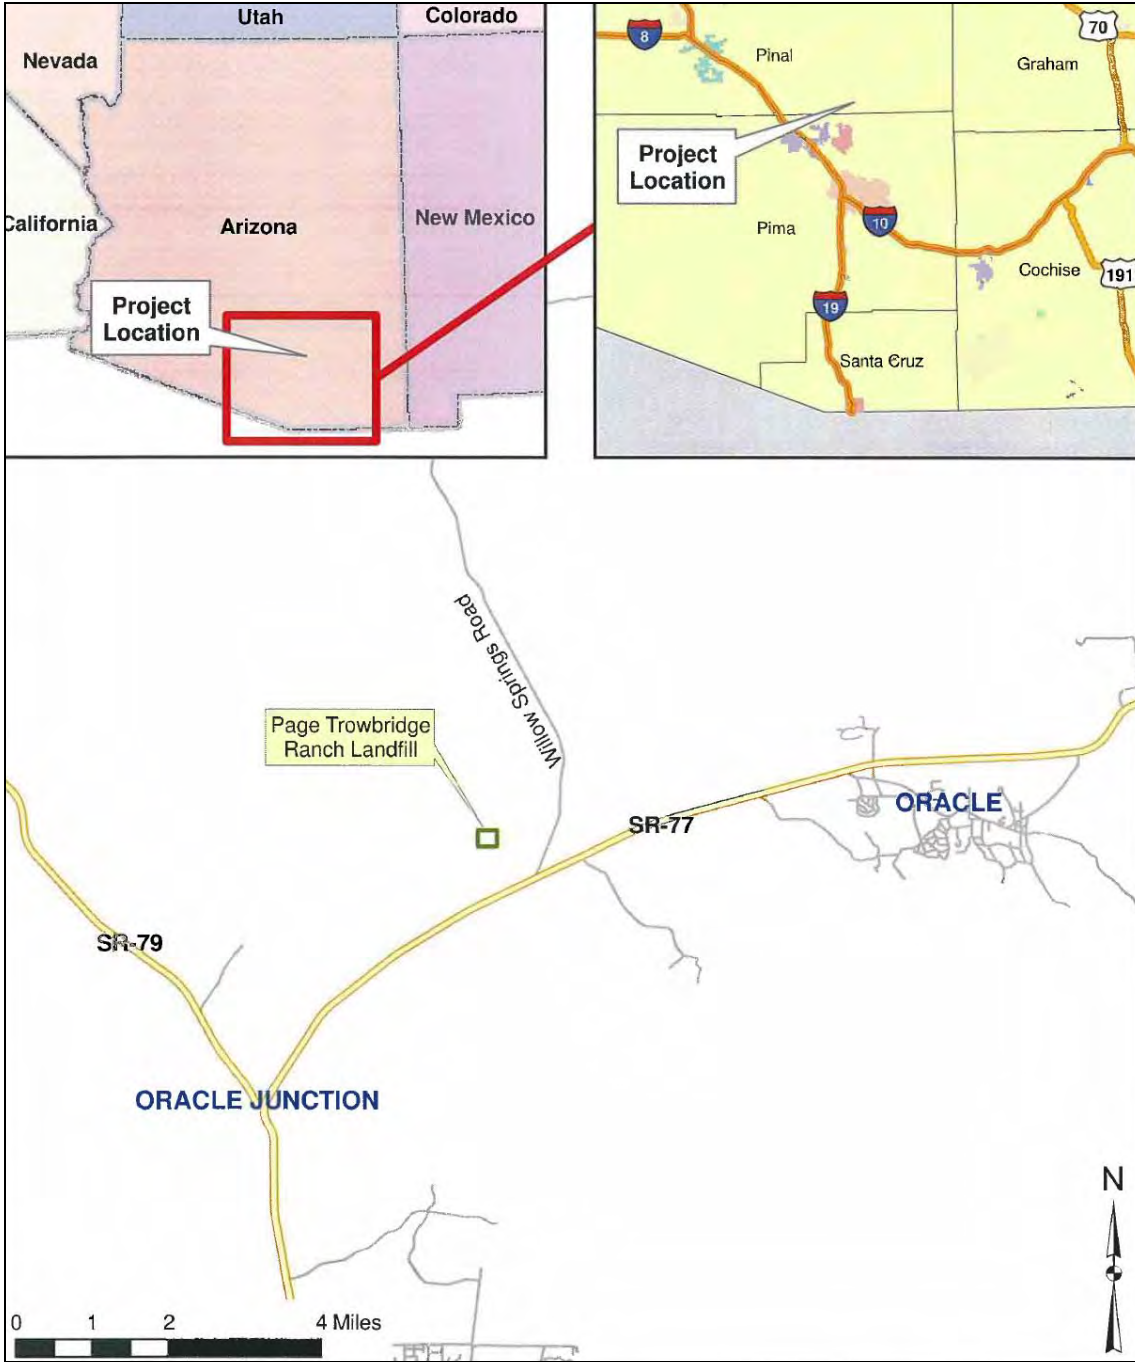 Utah
Colorado
Nevada
California
Arizona
New Mexico
Project
Location
8
70
Pinal
Graham
Project
Location
Pima
10
Cochise
191
19
Santa Cruz
Willow Springs Road
Page Trowbridge
Ranch Landfill
ORACLE
SR-77
SR-79
ORACLE JUNCTION
N
0 1 2 4 Miles